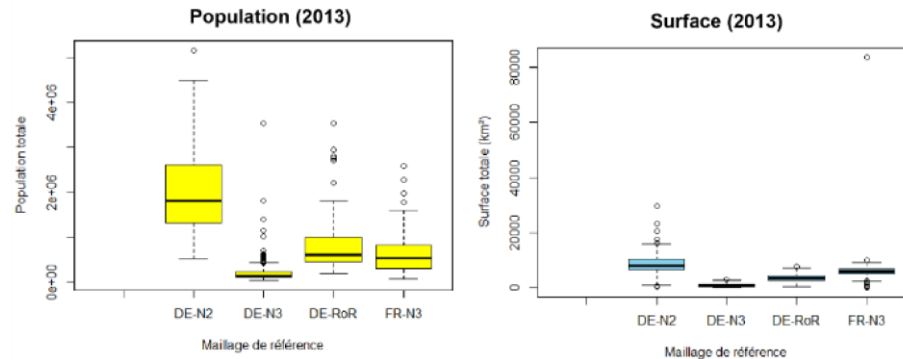 Population (2013)
Population totale
0e+00
2e+06
4e+06
DE-N2
DE-N3
DE-RoR
FR-N3
Maillage de référence
Surface (2013)
Surface totale (km²)
0
20000
40000
60000
80000
DE-N2
DE-N3
DE-RoR
FR-N3
Maillage de référence